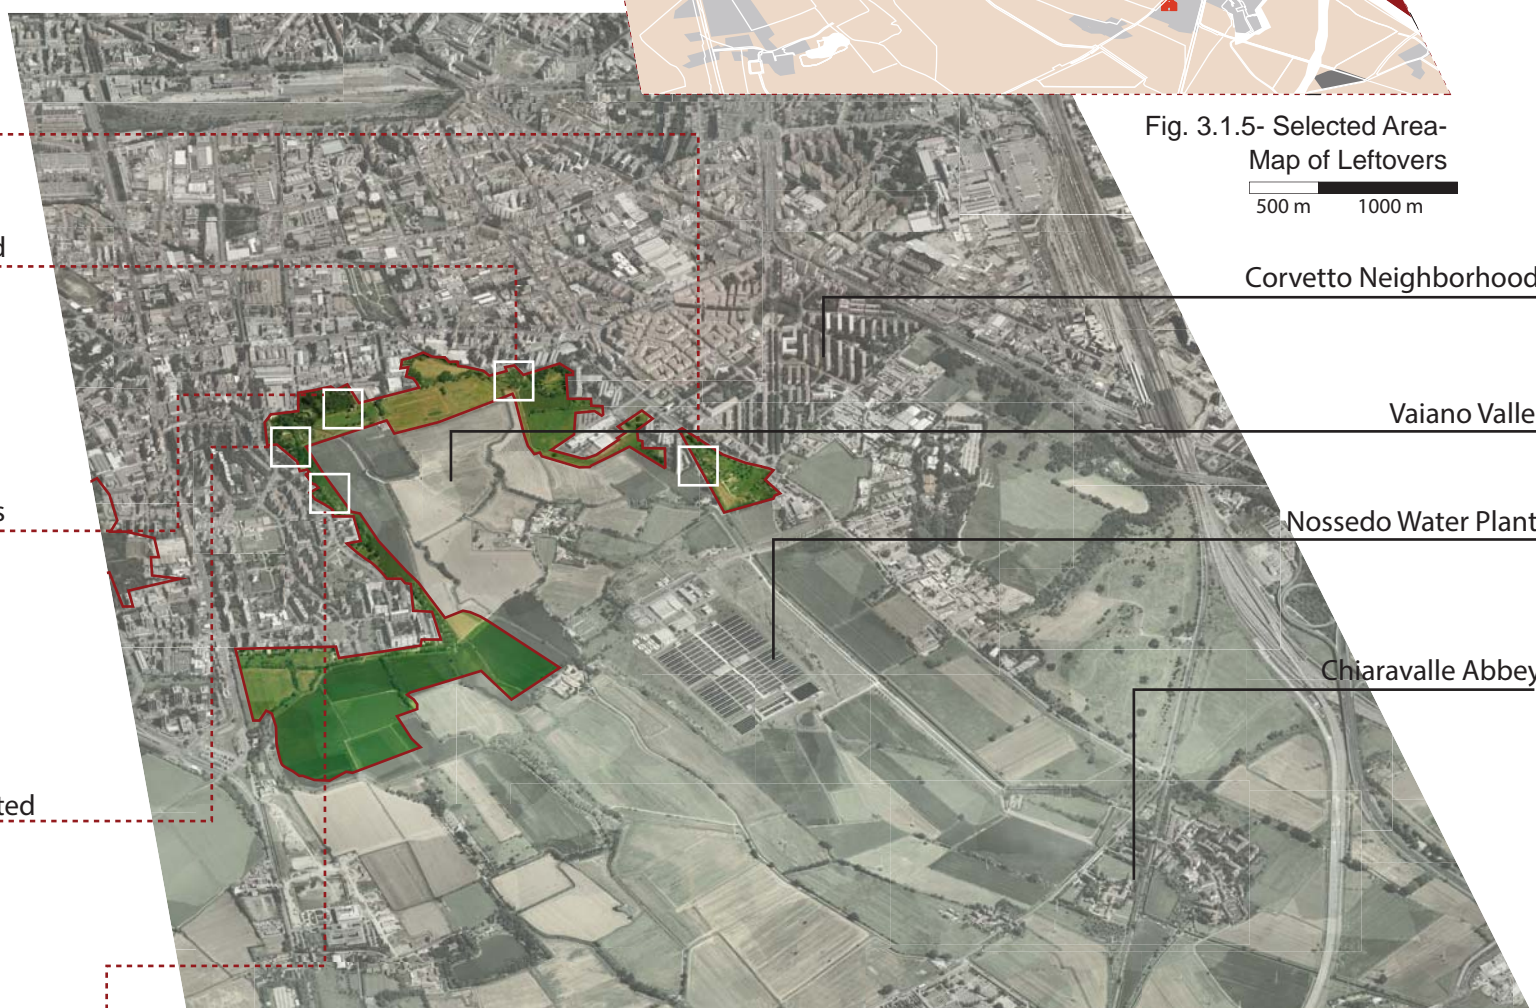 Fig. 3.1.5- Selected Area-
Map of Leftovers
500 m 1000 m
Corvetto Neighborhood
Vaiano Valle
Nossedo Water Plant
Chiaravalle Abbey